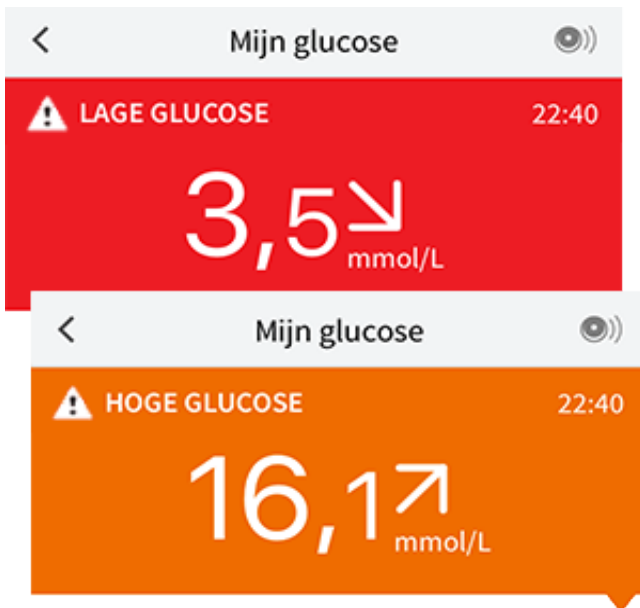 Mijn glucose
LAGE GLUCOSE 22:40
3,5 mmol/L
Mijn glucose
HOGE GLUCOSE 22:40
16,1 mmol/L